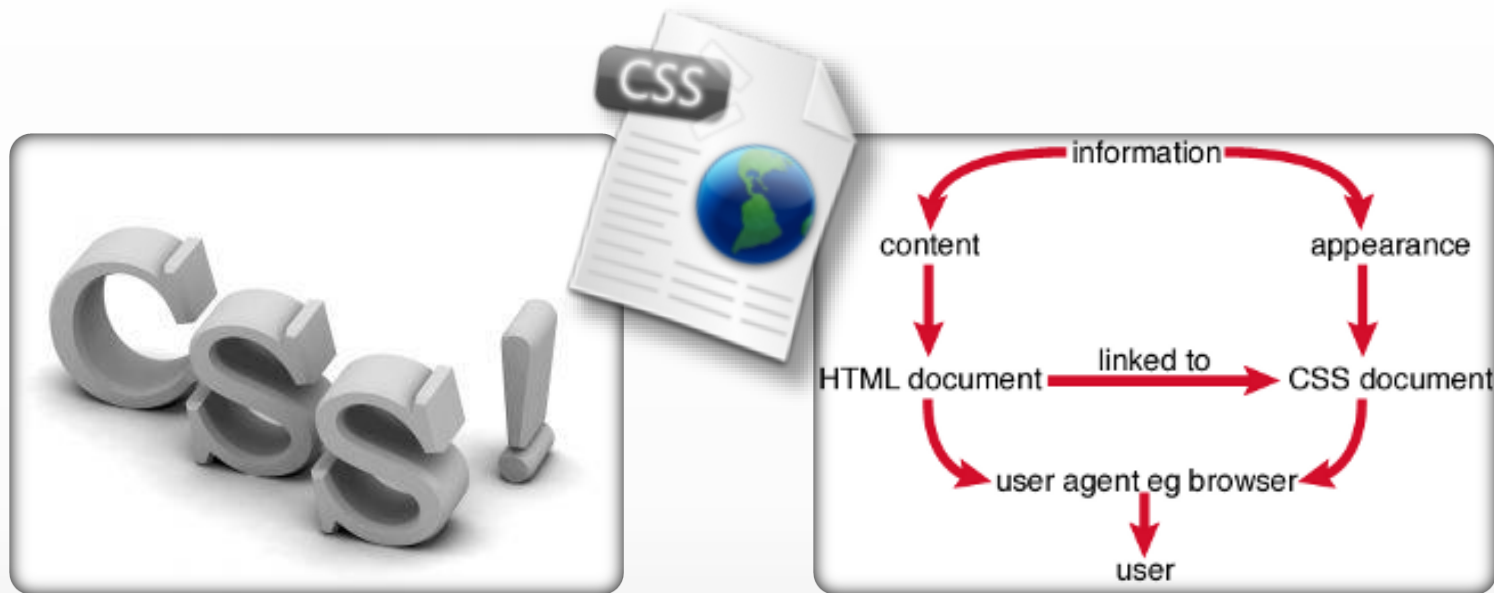 CSS
CSS!
information
content
appearance
linked to
HTML document
CSS document
user agent eg browser
user